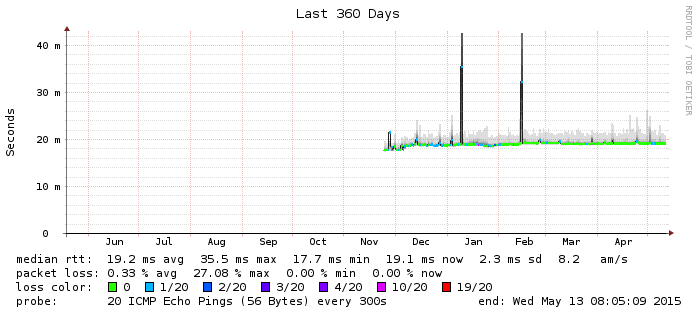 Last 360 Days
RRDTOOL / TOBI OETIKER
Seconds
40 m
30 m
20 m
10 m
0
Jun Jul Aug Sep Oct Nov Dec Jan Feb Mar Apr
median rtt: 19.2 ms avg 35.5 ms max 17.7 ms min 19.1 ms now 2.3 ms sd 8.2 am/s
packet loss: 0.33 % avg 27.08 % max 0.00 % min 0.00 % now
loss color: 0 1/20 2/20 3/20 4/20 10/20 19/20
probe: 20 ICMP Echo Pings (56 Bytes) every 300s end: Wed May 13 08:05:09 2015